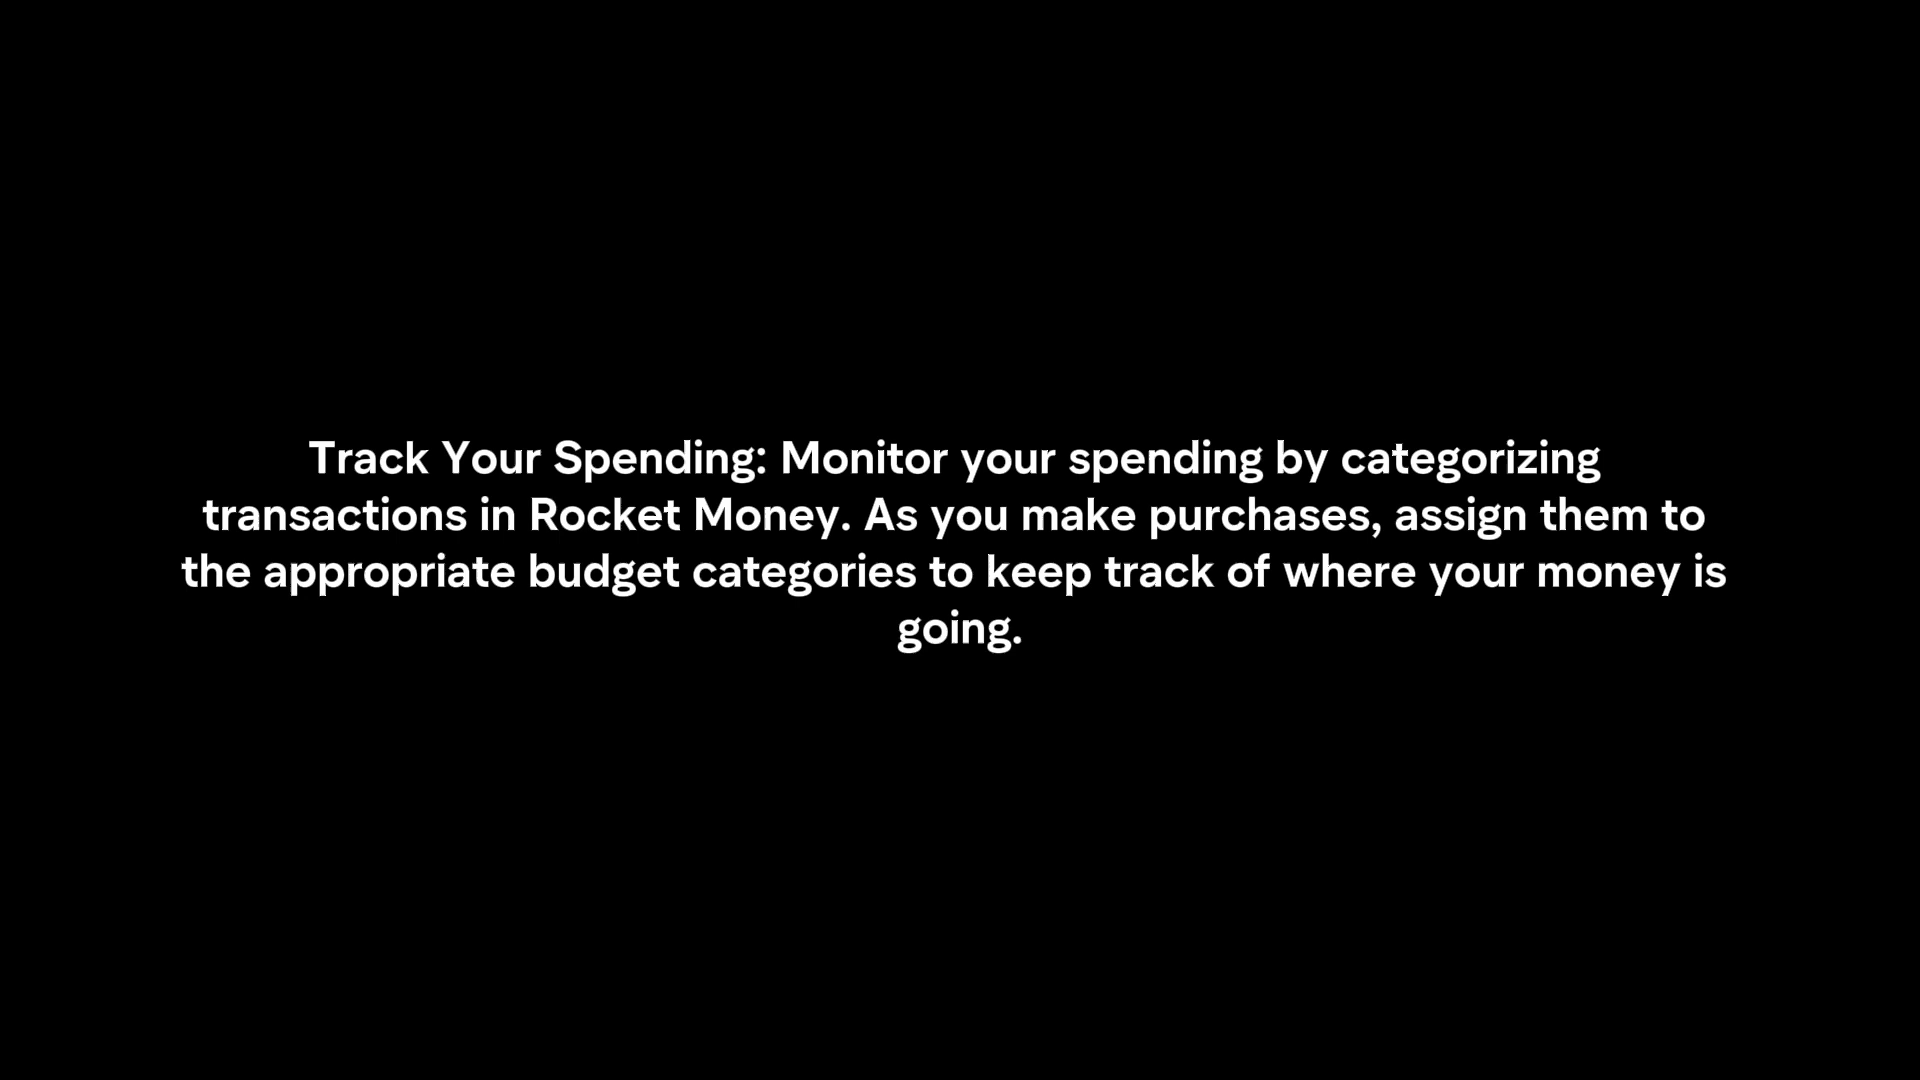 Track Your Spending: Monitor your spending by categorizing
transactions in Rocket Money. As you make purchases, assign them to
the appropriate budget categories to keep track of where your money is
going.